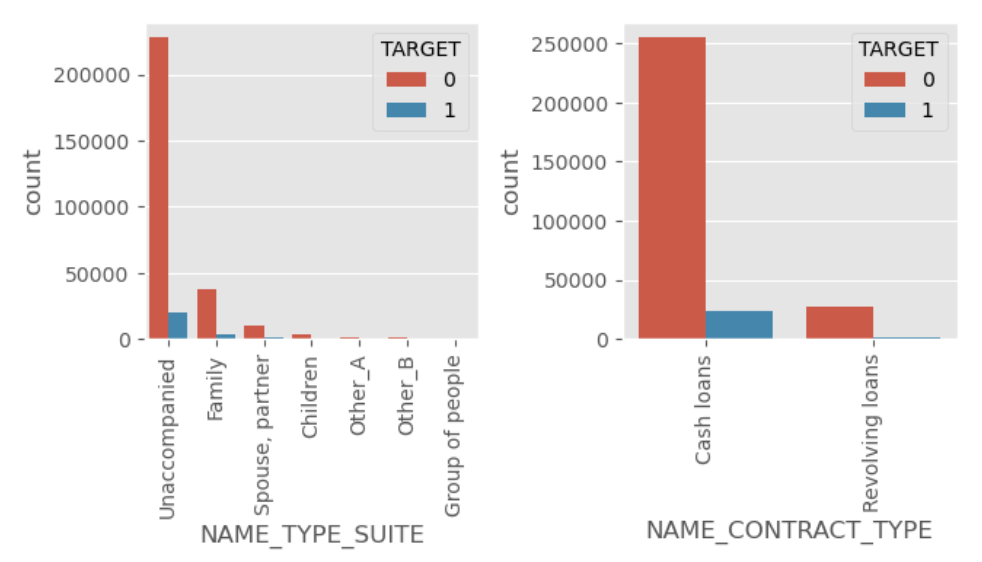 TARGET
0
1
200000
150000
100000
50000
0
count
Unaccompanied
Family
Spouse, partner
Children
Other_A
Other_B
Group of people
NAME_TYPE_SUITE
TARGET
0
1
250000
200000
150000
100000
50000
0
count
Cash loans
Revolving loans
NAME_CONTRACT_TYPE